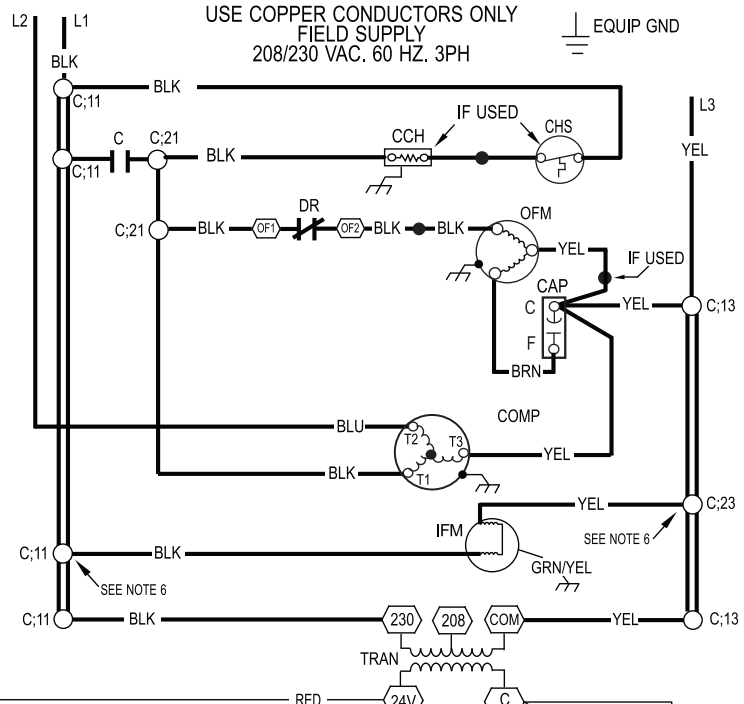 USE COPPER CONDUCTORS ONLY
FIELD SUPPLY
208/230 VAC. 60 HZ. 3PH
EQUIP GND
L2
L1
BLK
C;11
BLK
IF USED
L3
C
C;21
C;11
BLK
CCH
CHS
YEL
C;21
BLK
OF1
DR
OF2
BLK
BLK
OFM
YEL
IF USED
CAP
C
F
YEL
C;13
BRN
COMP
BLU
T2
T3
T1
YEL
BLK
YEL
C;23
SEE NOTE 6
IFM
C;11
BLK
GRN/YEL
SEE NOTE 6
C;11
BLK
230
208
COM
YEL
C;13
TRAN
RED
24V
C